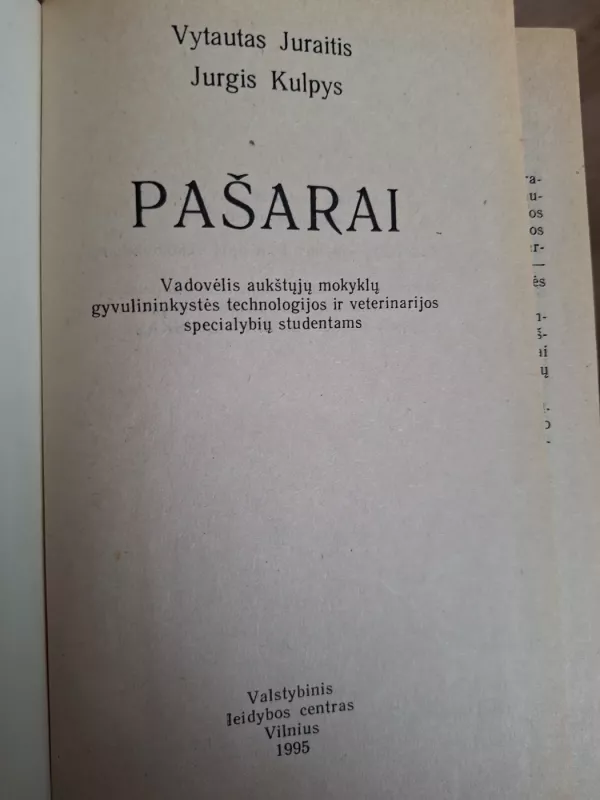 Vytautas Juraitis
Jurgis Kulpys
PAŠARAI
Vadovėlis aukštųjų mokyklų
gyvulininkystės technologijos ir veterinarijos
specialybių studentams
Valstybinis
leidybos centras
Vilnius
1995